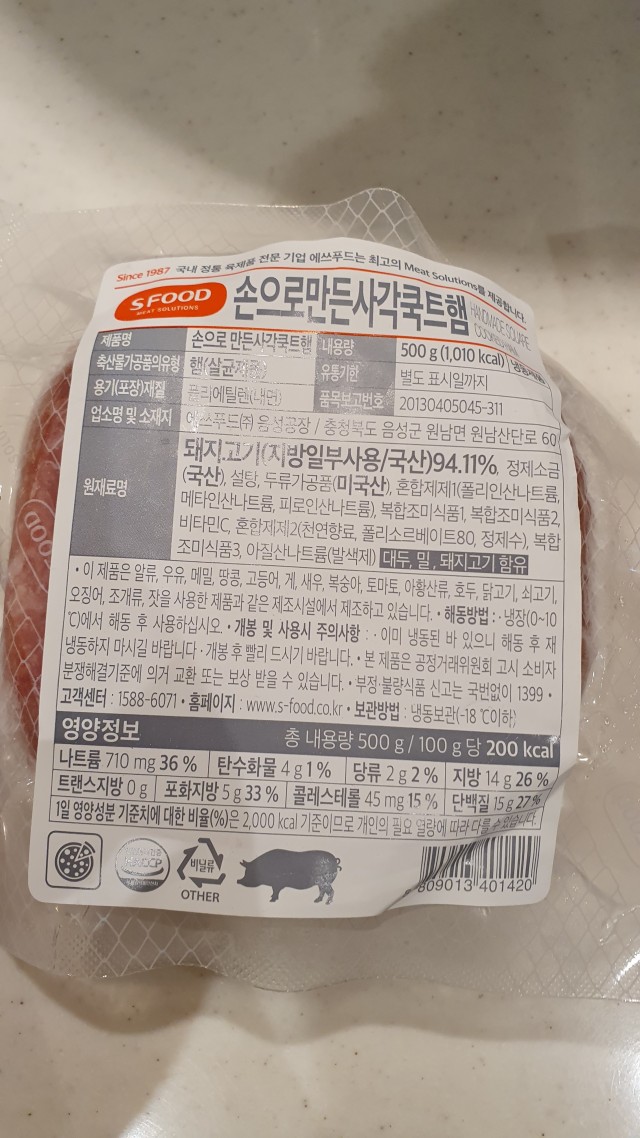 Since 1987 국내 정통 육제품 전문 기업 에쓰푸드는 최고의 Meat Solutions를 제공합니다.
SFOOD
MEAT SOLUTIONS
손으로만든사각쿡트햄
HANDMADE SQUARE
COOKED HAM
제품명 손으로 만든사각쿡트햄 내용량 500 g (1,010 kcal)
축산물가공품의유형 햄(살균제품) 유통기한 별도 표시일까지
용기(포장)재질 폴리에틸렌(내면) 품목보고번호 20130405045-311
업소명 및 소재지 에쓰푸드㈜ 음성공장 / 충청북도 음성군 원남면 원남산단로 60
원재료명
돼지고기(지방일부사용/국산)94.11%, 정제소금
(국산), 설탕, 두류가공품(미국산), 혼합제제1(폴리인산나트륨,
메타인산나트륨, 피로인산나트륨), 복합조미식품1, 복합조미식품2,
비타민C, 혼합제제2(천연향료, 폴리소르베이트80, 정제수), 복합
조미식품3, 아질산나트륨(발색제) 대두, 밀, 돼지고기 함유
• 이 제품은 알류, 우유, 메밀, 땅콩, 고등어, 게, 새우, 복숭아, 토마토, 아황산류, 호두, 닭고기, 쇠고기,
오징어, 조개류, 잣을 사용한 제품과 같은 제조시설에서 제조하고 있습니다. • 해동방법 : 냉장(0~10
℃)에서 해동 후 사용하십시오. • 개봉 및 사용시 주의사항 : · 이미 냉동된 바 있으니 해동 후 재
냉동하지 마시길 바랍니다 · 개봉 후 빨리 드시기 바랍니다. • 본 제품은 공정거래위원회 고시 소비자
분쟁해결기준에 의거 교환 또는 보상 받을 수 있습니다. • 부정·불량식품 신고는 국번없이 1399 •
고객센터 : 1588-6071 • 홈페이지 : www.s-food.co.kr • 보관방법 : 냉동보관(-18 ℃이하)
영양정보 총 내용량 500 g / 100 g 당 200 kcal
나트륨 710 mg 36 % 탄수화물 4 g 1 % 당류 2 g 2 % 지방 14 g 26 %
트랜스지방 0 g 포화지방 5 g 33 % 콜레스테롤 45 mg 15 % 단백질 15 g 27 %
1일 영양성분 기준치에 대한 비율(%)은 2,000 kcal 기준이므로 개인의 필요 열량에 따라 다를 수 있습니다.
HACCP
비닐류
OTHER
809013 401420